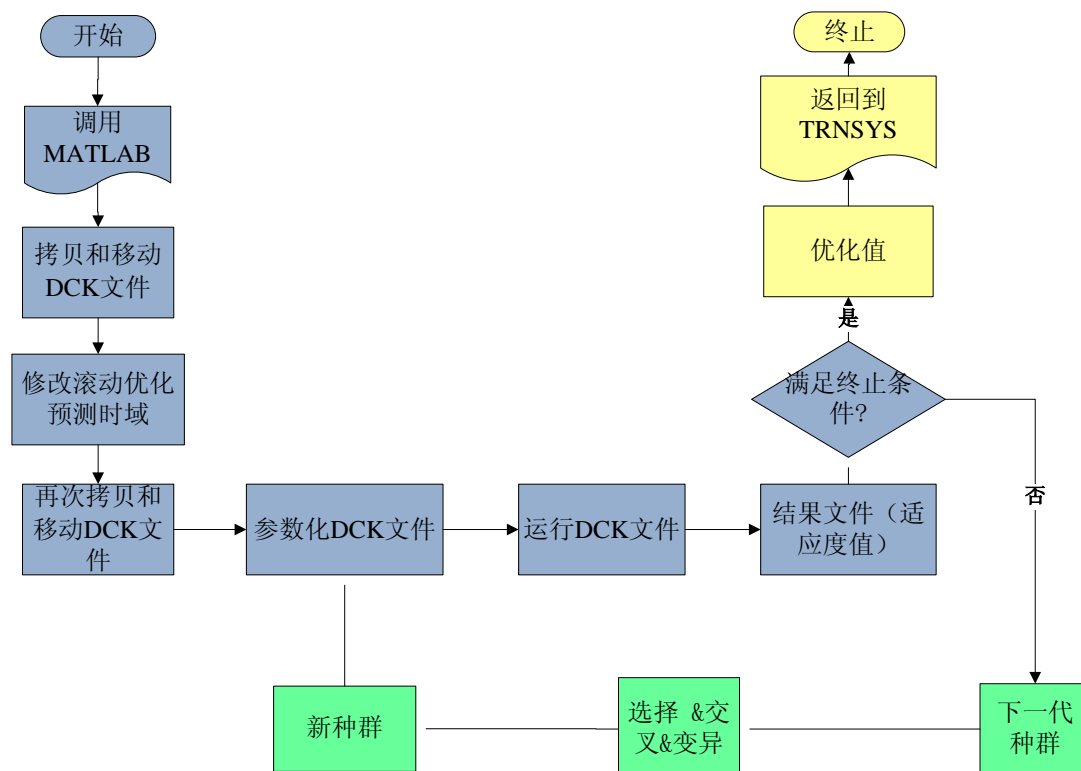 开始
调用
MATLAB
拷贝和移动
DCK文件
修改滚动优化
预测时域
再次拷贝和
移动DCK文
件
参数化DCK文件
运行DCK文件
结果文件（适
应度值）
满足终止条
件?
是
否
优化值
返回到
TRNSYS
终止
下一代
种群
选择 &交
叉&变异
新种群